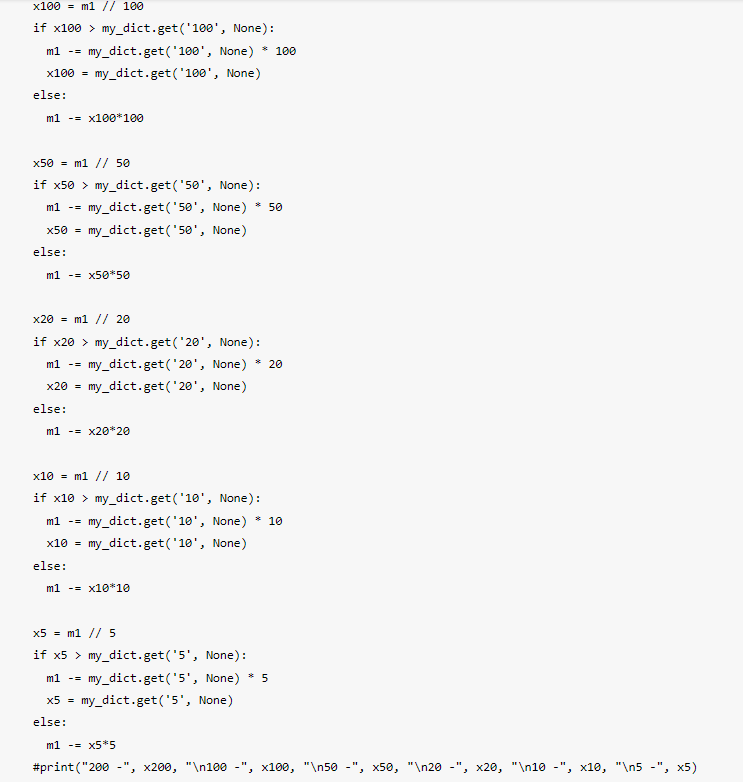 x100 = m1 // 100
if x100 > my_dict.get('100', None):
  m1 -= my_dict.get('100', None) * 100
  x100 = my_dict.get('100', None)
else:
  m1 -= x100*100

x50 = m1 // 50
if x50 > my_dict.get('50', None):
  m1 -= my_dict.get('50', None) * 50
  x50 = my_dict.get('50', None)
else:
  m1 -= x50*50

x20 = m1 // 20
if x20 > my_dict.get('20', None):
  m1 -= my_dict.get('20', None) * 20
  x20 = my_dict.get('20', None)
else:
  m1 -= x20*20

x10 = m1 // 10
if x10 > my_dict.get('10', None):
  m1 -= my_dict.get('10', None) * 10
  x10 = my_dict.get('10', None)
else:
  m1 -= x10*10

x5 = m1 // 5
if x5 > my_dict.get('5', None):
  m1 -= my_dict.get('5', None) * 5
  x5 = my_dict.get('5', None)
else:
  m1 -= x5*5
#print("200 -", x200, "\n100 -", x100, "\n50 -", x50, "\n20 -", x20, "\n10 -", x10, "\n5 -", x5)